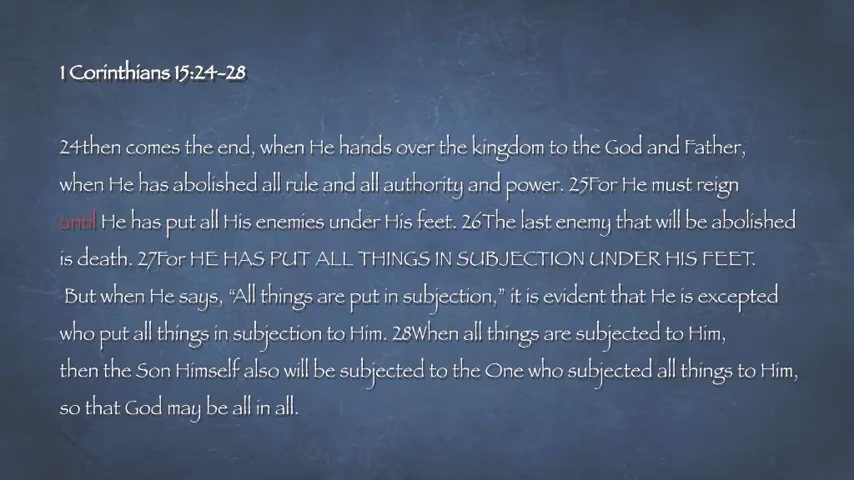 1 Corinthians 15:24-28
24then comes the end, when He hands over the kingdom to the God and Father,
when He has abolished all rule and all authority and power. 25For He must reign
until He has put all His enemies under His feet. 26The last enemy that will be abolished
is death. 27For HE HAS PUT ALL THINGS IN SUBJECTION UNDER HIS FEET.
But when He says, “All things are put in subjection,” it is evident that He is excepted
who put all things in subjection to Him. 28When all things are subjected to Him,
then the Son Himself also will be subjected to the One who subjected all things to Him,
so that God may be all in all.